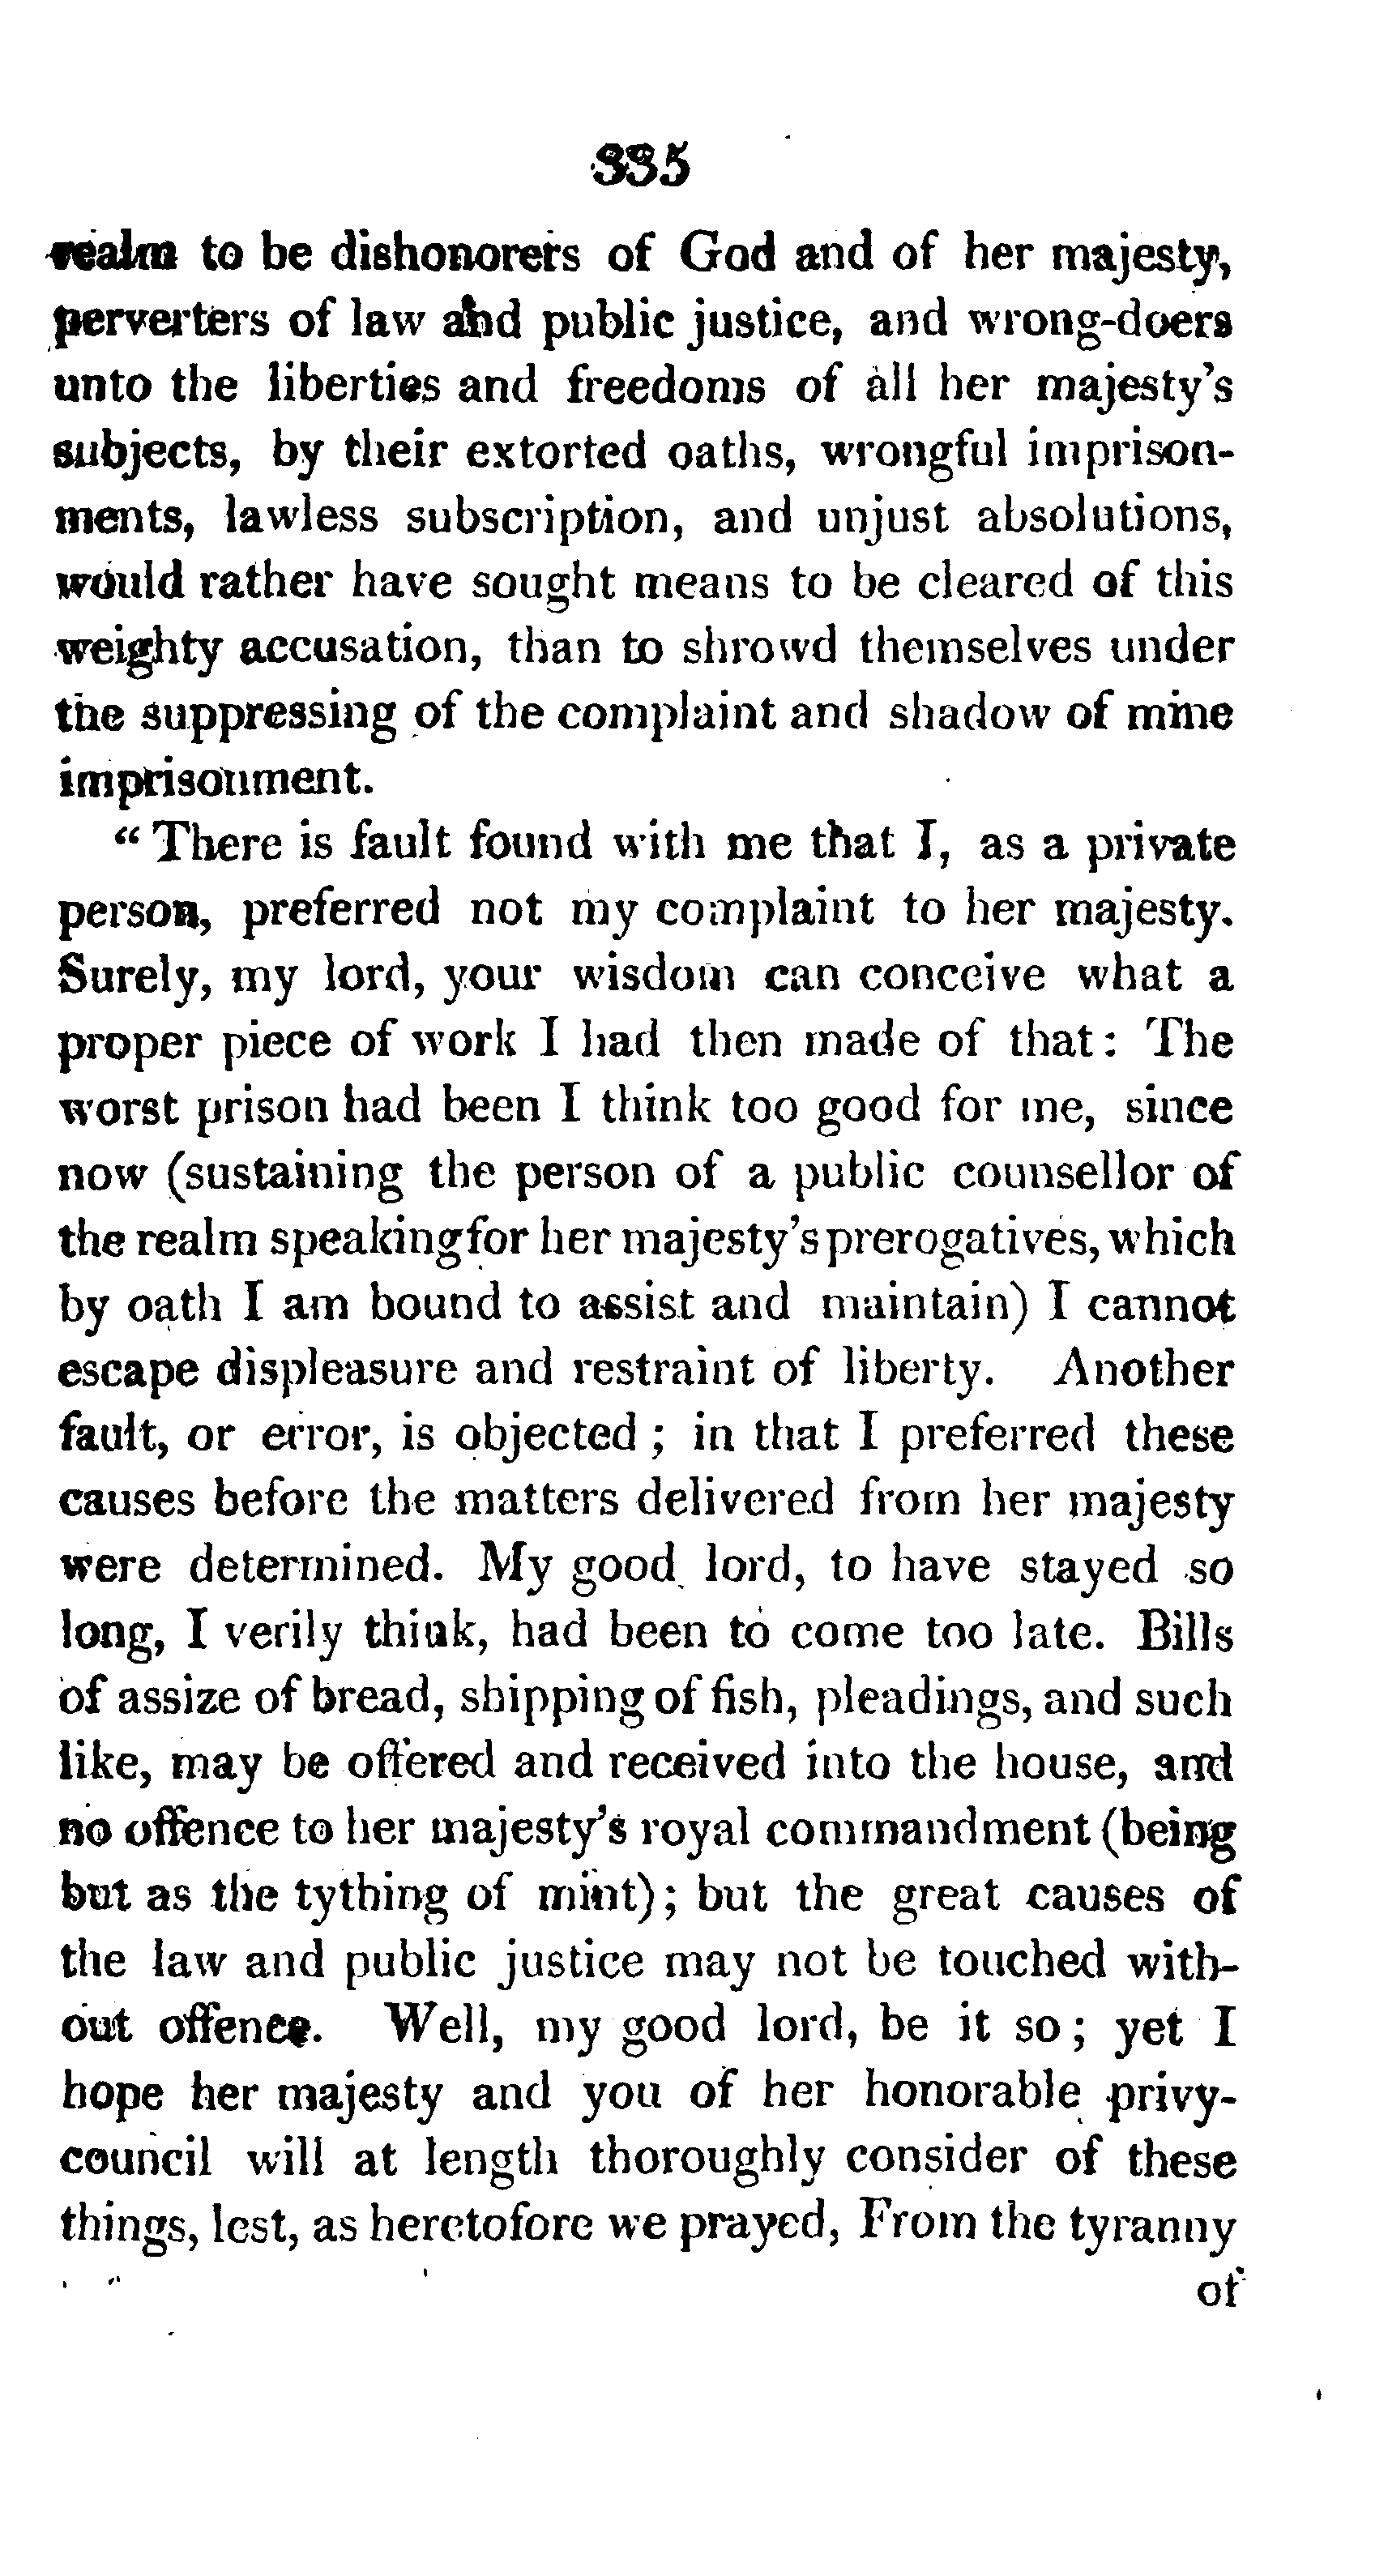 335
realm to be dishonorers of God and of her majesty,
perverters of law and public justice, and wrong-doers
unto the liberties and freedoms of all her majesty's
subjects, by their extorted oaths, wrongful imprison-
ments, lawless subscription, and unjust absolutions,
would rather have sought means to be cleared of this
weighty accusation, than to shrowd themselves under
the suppressing of the complaint and shadow of mine
imprisonment.
“ There is fault found with me that I, as a private
person, preferred not my complaint to her majesty.
Surely, my lord, your wisdom can conceive what a
proper piece of work I had then made of that: The
worst prison had been I think too good for me, since
now (sustaining the person of a public counsellor of
the realm speaking for her majesty's prerogatives, which
by oath I am bound to assist and maintain) I cannot
escape displeasure and restraint of liberty. Another
fault, or error, is objected; in that I preferred these
causes before the matters delivered from her majesty
were determined. My good lord, to have stayed so
long, I verily think, had been to come too late. Bills
of assize of bread, shipping of fish, pleadings, and such
like, may be offered and received into the house, and
no offence to her majesty's royal commandment (being
but as the tything of mint); but the great causes of
the law and public justice may not be touched with-
out offence. Well, my good lord, be it so; yet I
hope her majesty and you of her honorable privy-
council will at length thoroughly consider of these
things, lest, as heretofore we prayed, From the tyranny
of